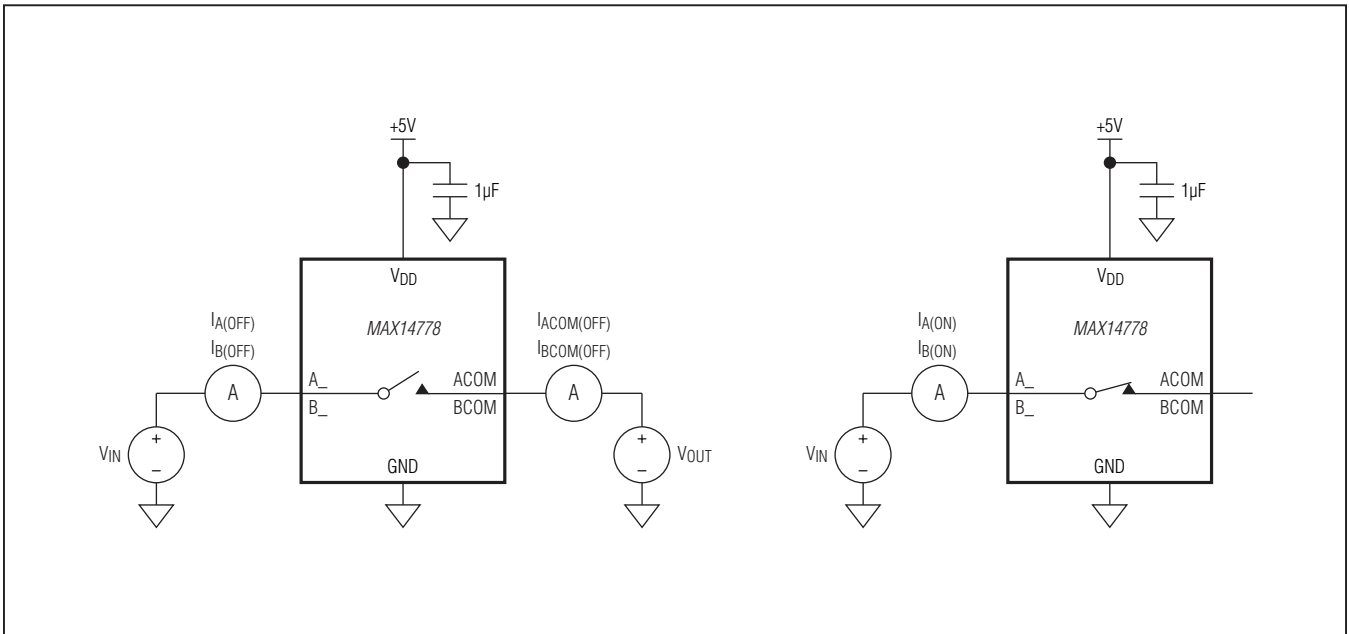 +5V
1µF
VDD
MAX14778
IA(OFF)
IB(OFF)
A
A_
B_
ACOM
BCOM
IACOM(OFF)
IBCOM(OFF)
A
VIN
+
−
GND
+
−
VOUT
+5V
1µF
VDD
MAX14778
IA(ON)
IB(ON)
A
A_
B_
ACOM
BCOM
VIN
+
−
GND